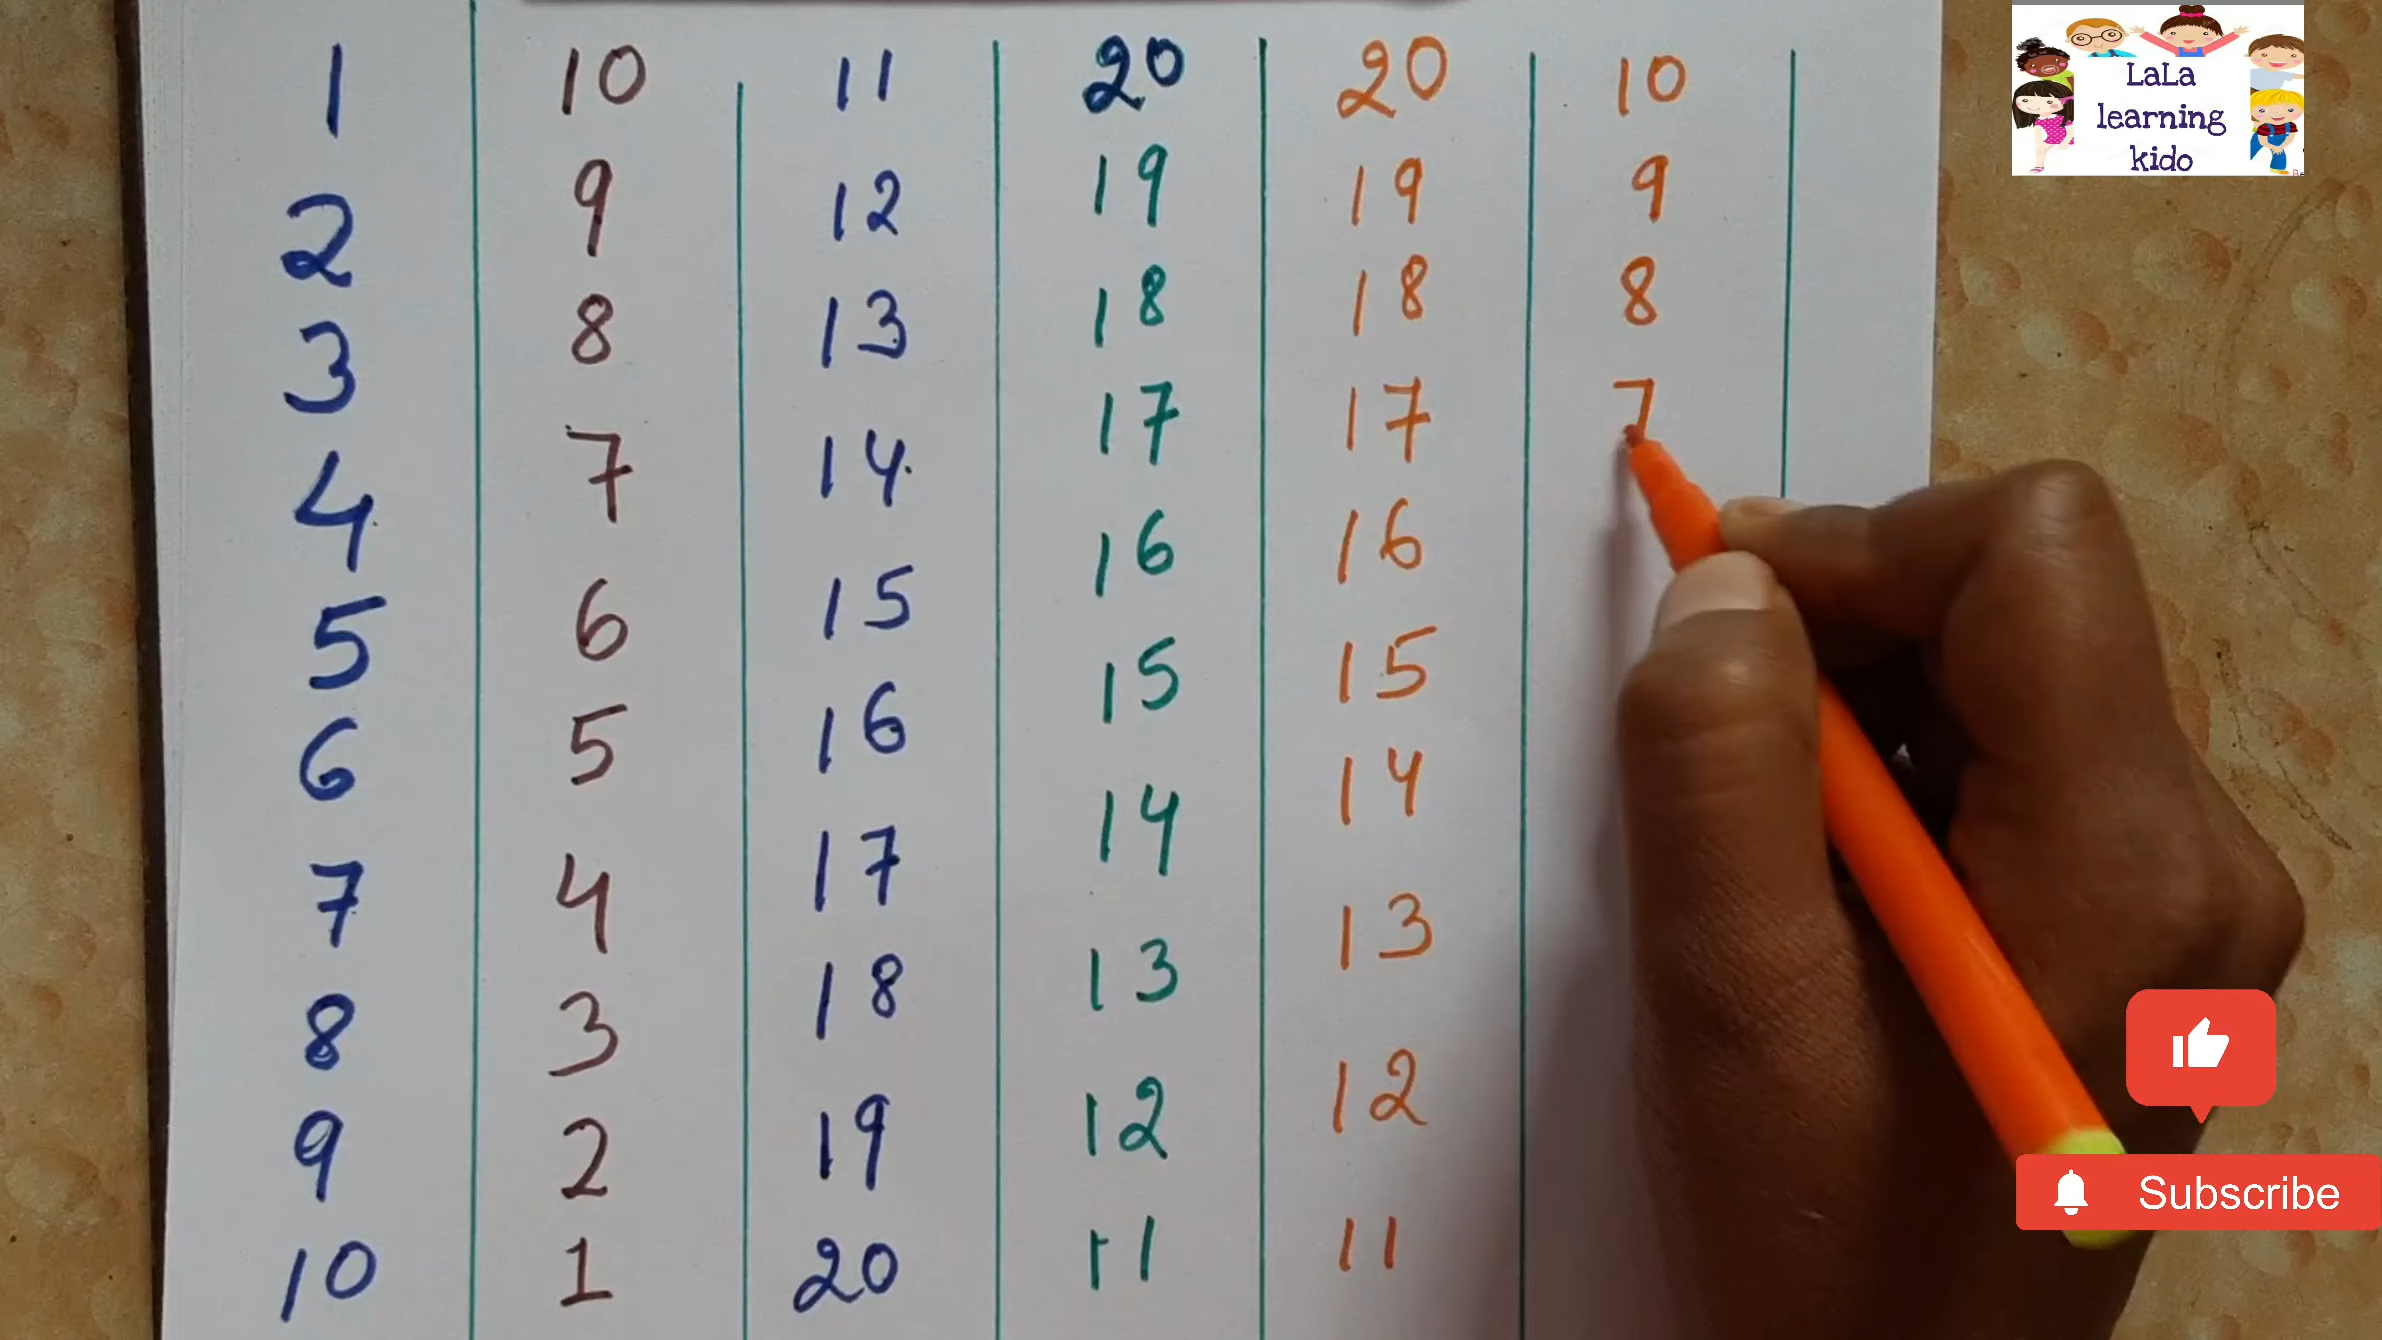 1 10 11 20 20 10
2 9 12 19 19 9
3 8 13 18 18 8
4 7 14 17 17 7
5 6 15 16 16
6 5 16 15 15
7 4 17 14 14
8 3 18 13 13
9 2 19 12 12
10 1 20 11 11
LaLa
learning
kido
Subscribe